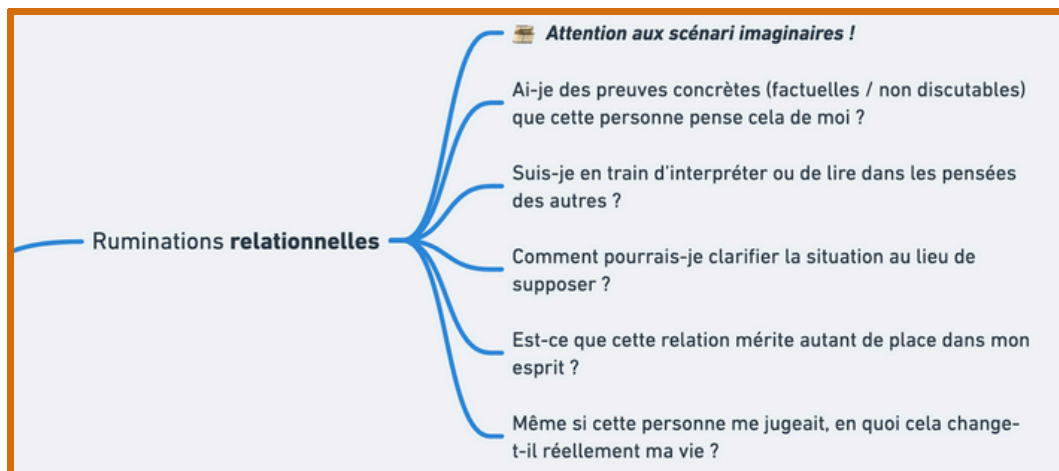 Attention aux scénari imaginaires !
Ai-je des preuves concrètes (factuelles / non discutables)
que cette personne pense cela de moi ?
Suis-je en train d'interpréter ou de lire dans les pensées
des autres ?
Ruminations relationnelles
Comment pourrais-je clarifier la situation au lieu de
supposer ?
Est-ce que cette relation mérite autant de place dans mon
esprit ?
Même si cette personne me jugeait, en quoi cela change-
t-il réellement ma vie ?